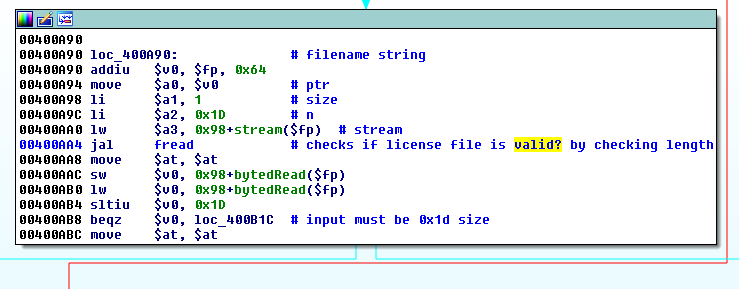 00400A90
00400A90 loc_400A90:              # filename string
00400A90 addiu   $v0, $fp, 0x64
00400A94 move    $a0, $v0         # ptr
00400A98 li      $a1, 1           # size
00400A9C li      $a2, 0x1D        # n
00400AA0 lw      $a3, 0x98+stream($fp)  # stream
00400AA4 jal     fread            # checks if license file is valid? by checking length
00400AA8 move    $at, $at
00400AAC sw      $v0, 0x98+bytedRead($fp)
00400AB0 lw      $v0, 0x98+bytedRead($fp)
00400AB4 sltiu   $v0, 0x1D
00400AB8 beqz    $v0, loc_400B1C  # input must be 0x1d size
00400ABC move    $at, $at